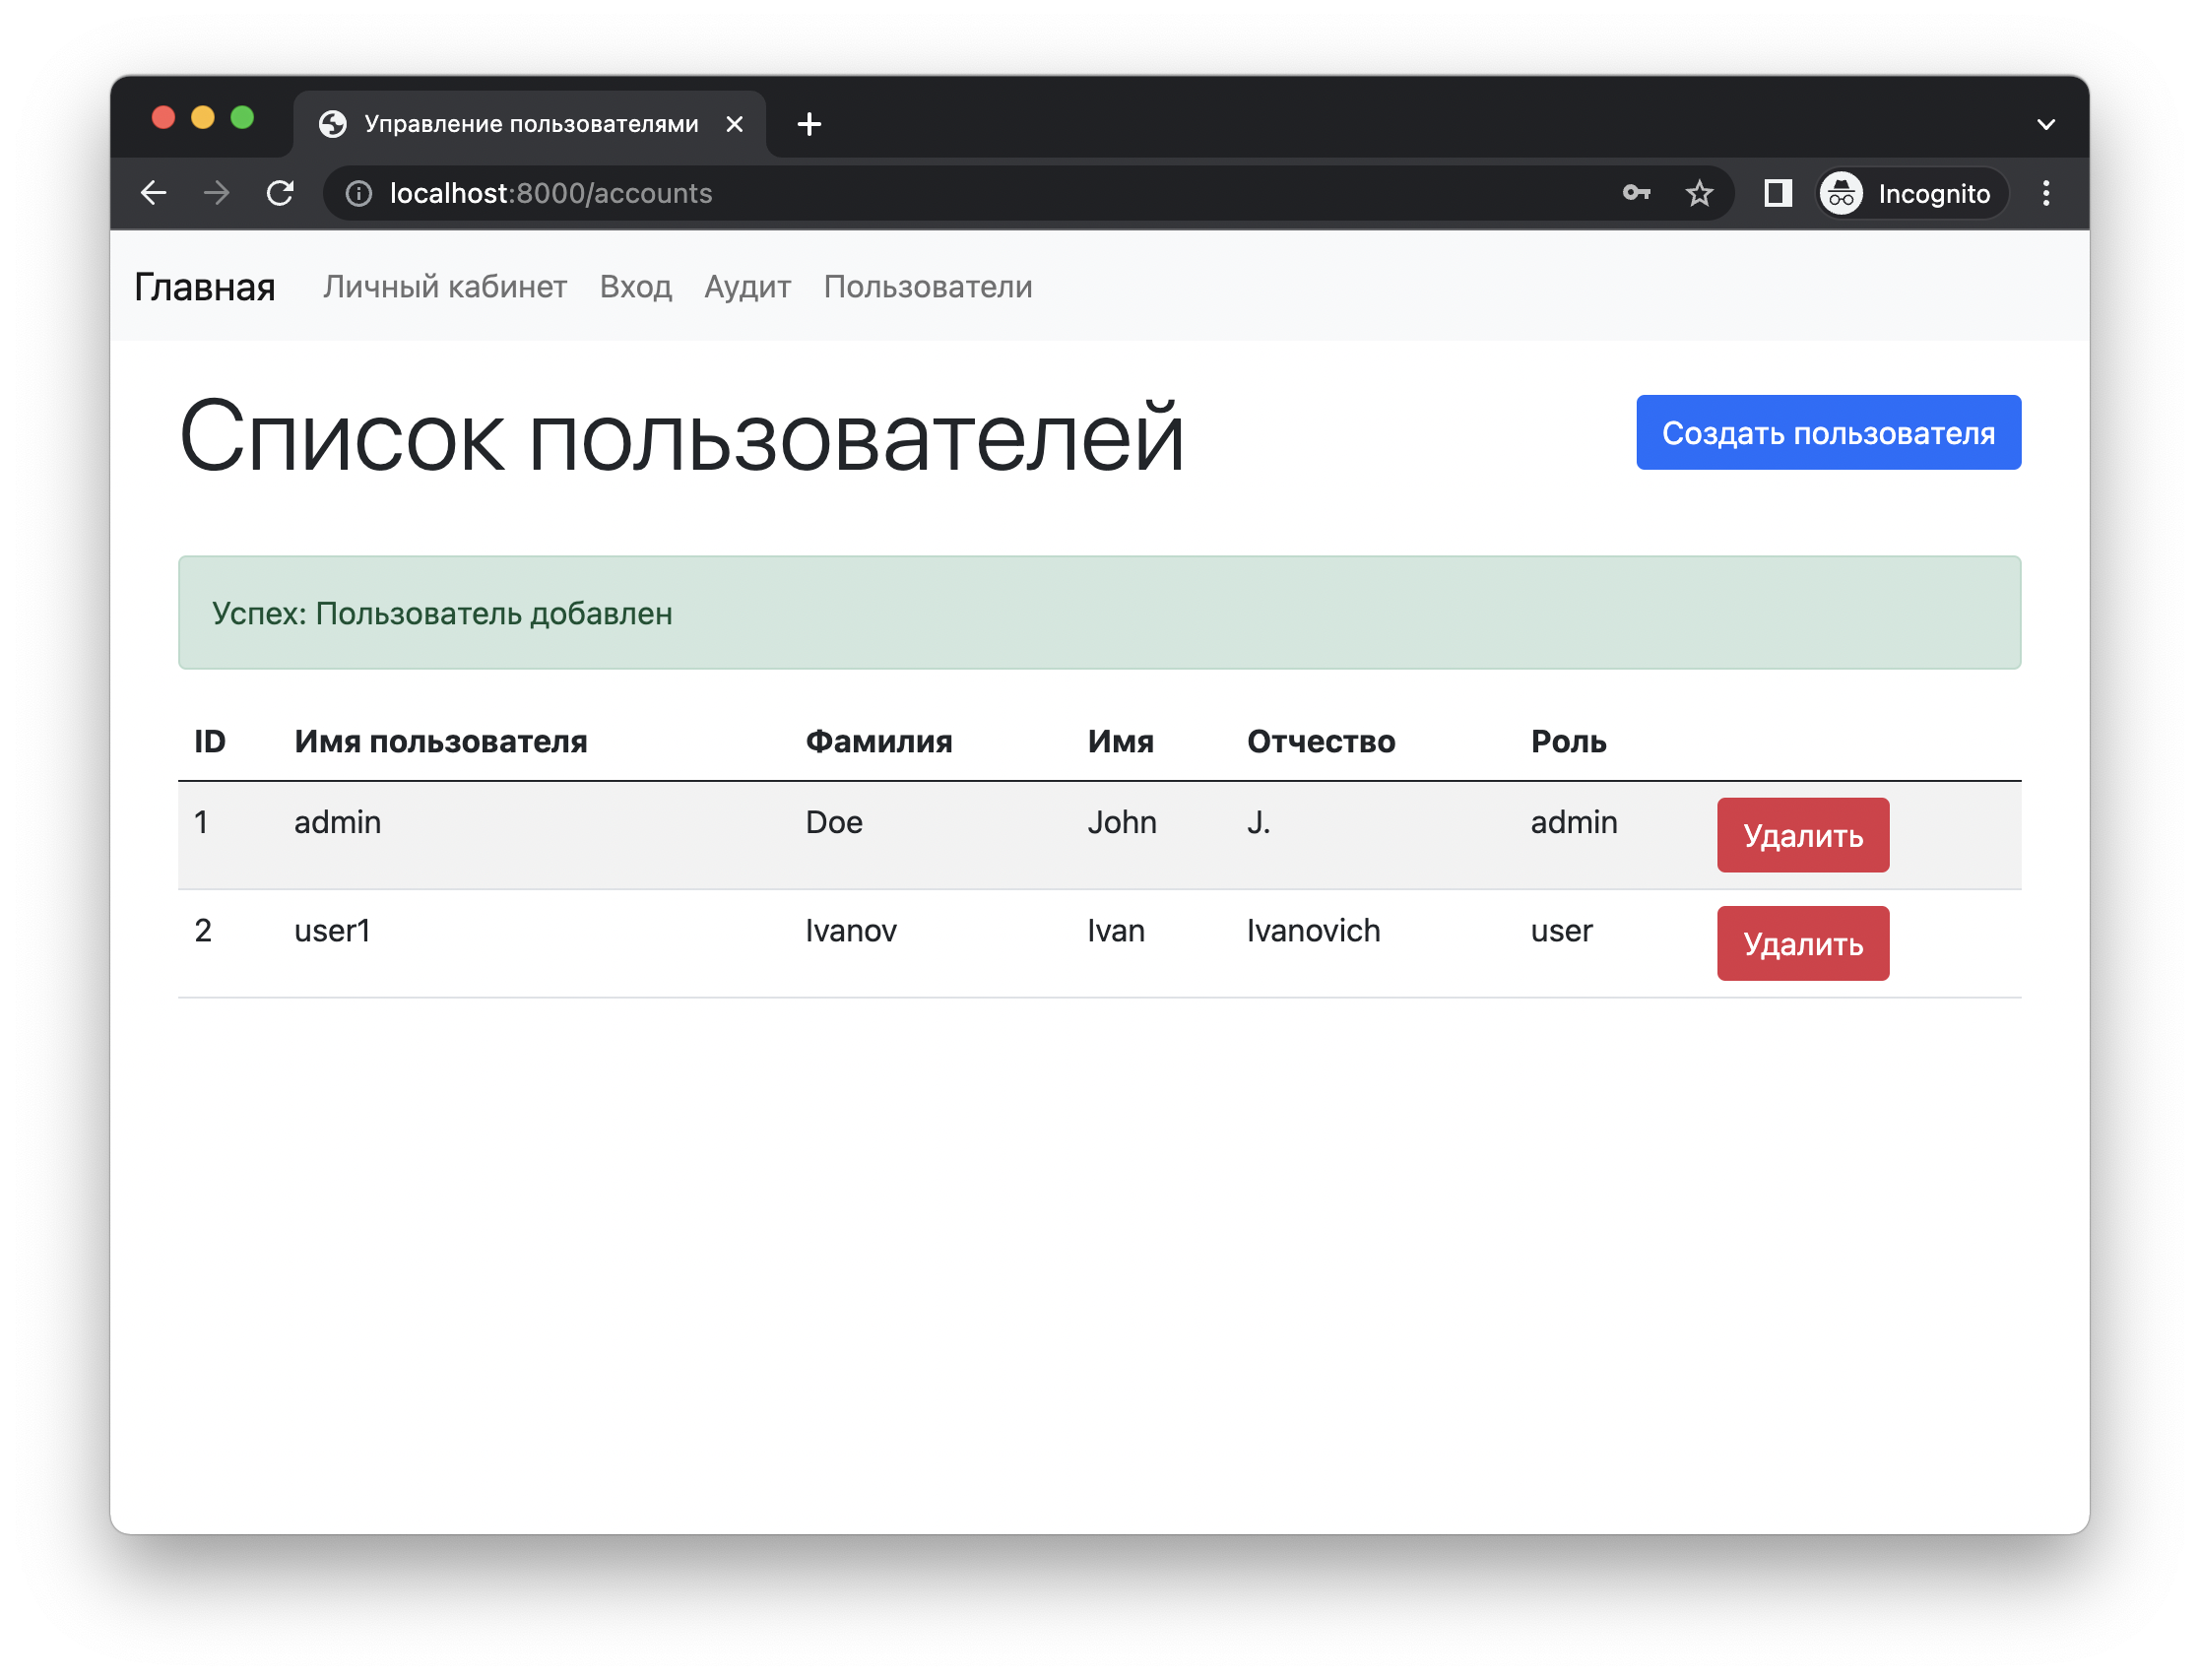 Управление пользователями
localhost:8000/accounts
Incognito
Главная Личный кабинет Вход Аудит Пользователи
Список пользователей
Создать пользователя
Успех: Пользователь добавлен
ID Имя пользователя Фамилия Имя Отчество Роль
1 admin Doe John J. admin Удалить
2 user1 Ivanov Ivan Ivanovich user Удалить